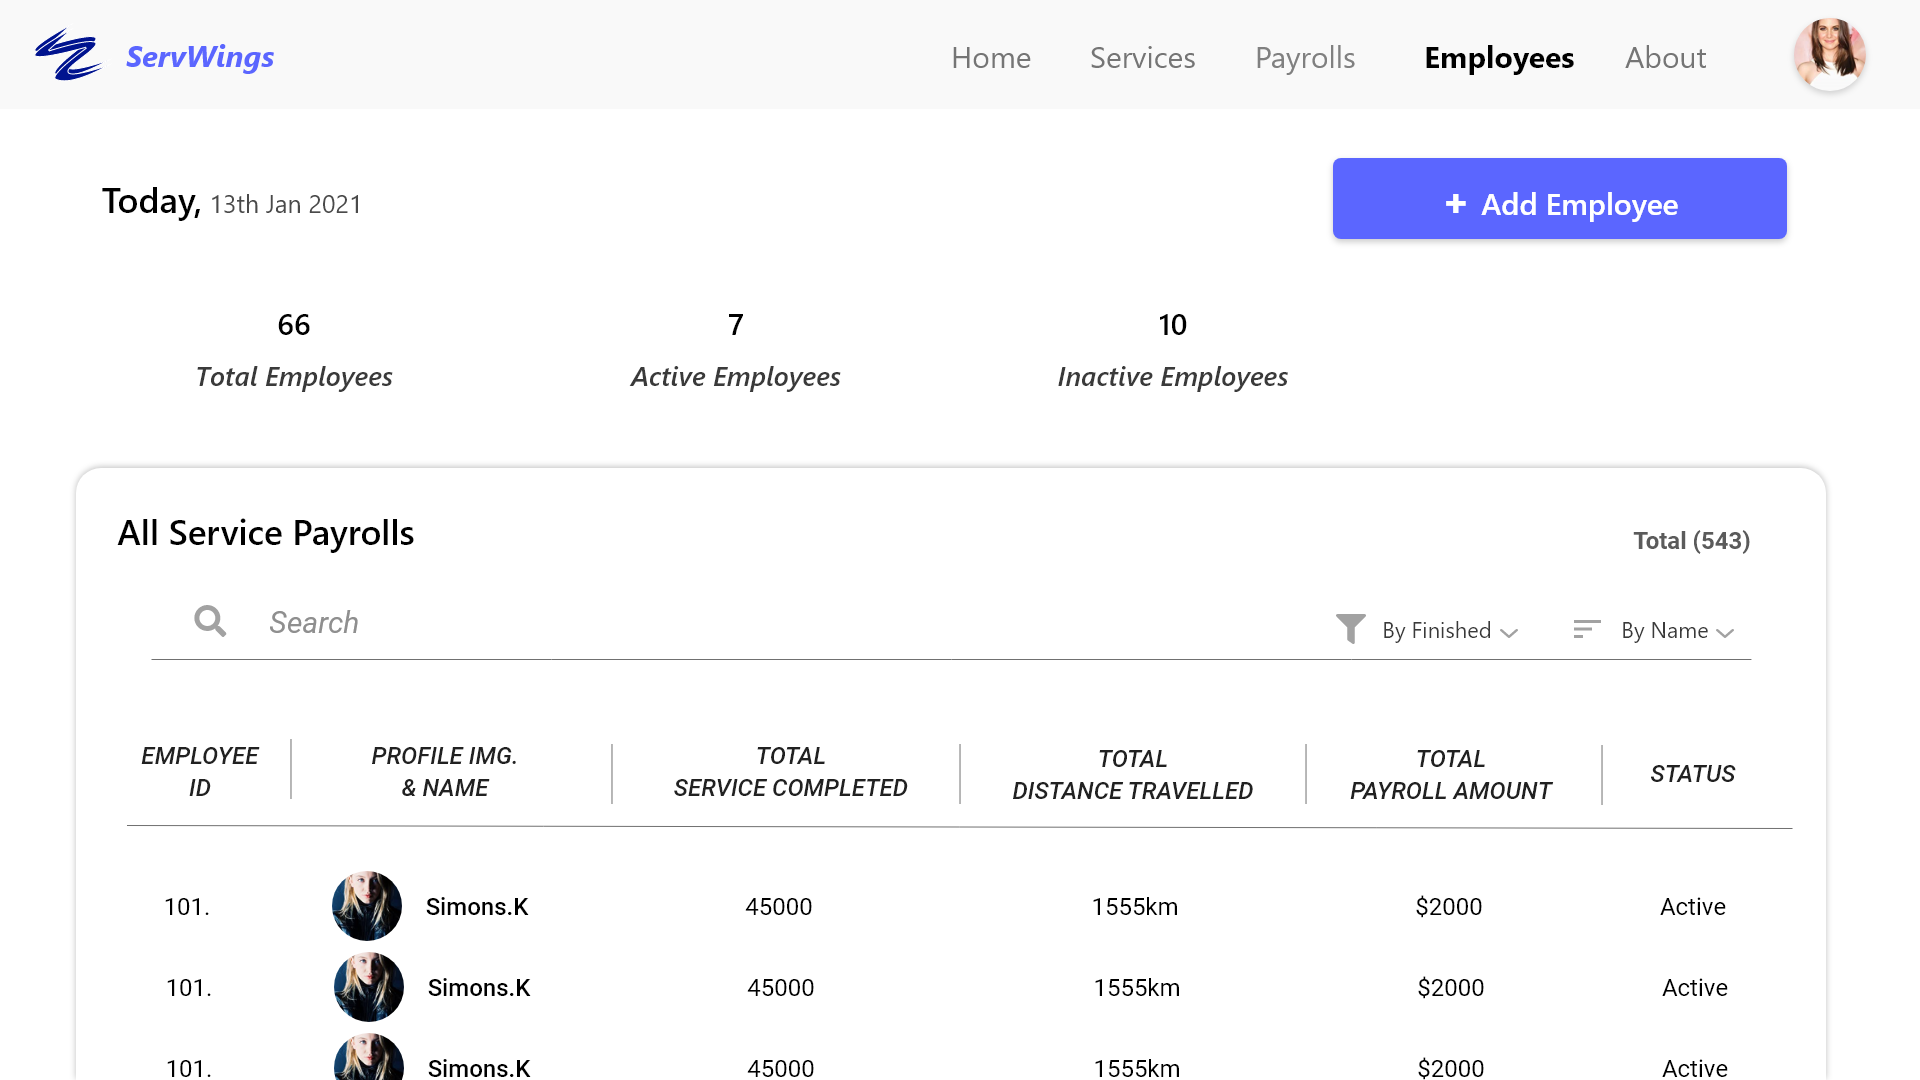 ServWings
Home Services Payrolls Employees About
Today, 13th Jan 2021
+ Add Employee
66 7 10
Total Employees Active Employees Inactive Employees
All Service Payrolls
Total (543)
Search
By Finished By Name
EMPLOYEE PROFILE IMG. TOTAL TOTAL TOTAL STATUS
ID & NAME SERVICE COMPLETED DISTANCE TRAVELLED PAYROLL AMOUNT
101. Simons.K 45000 1555km $2000 Active
101. Simons.K 45000 1555km $2000 Active
101. Simons.K 45000 1555km $2000 Active